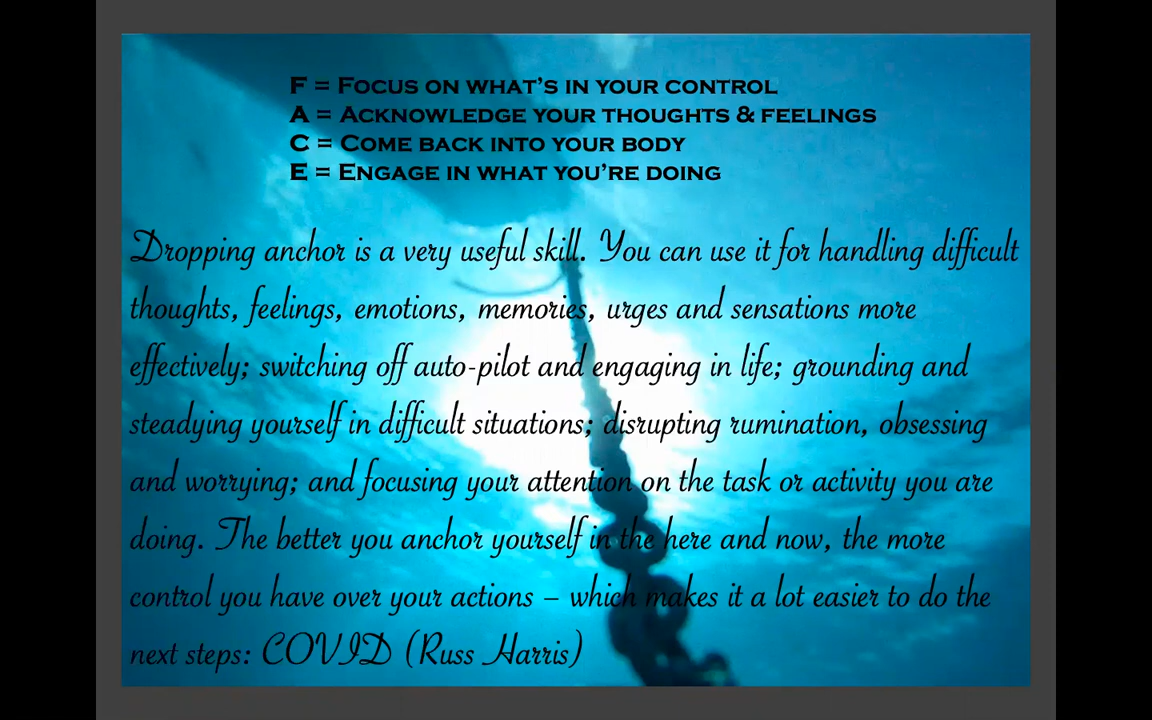 F = Focus on what’s in your control
A = Acknowledge your thoughts & feelings
C = Come back into your body
E = Engage in what you’re doing
Dropping anchor is a very useful skill. You can use it for handling difficult
thoughts, feelings, emotions, memories, urges and sensations more
effectively; switching off auto-pilot and engaging in life; grounding and
steadying yourself in difficult situations; disrupting rumination, obsessing
and worrying; and focusing your attention on the task or activity you are
doing. The better you anchor yourself in the here and now, the more
control you have over your actions – which makes it a lot easier to do the
next steps: COVID (Russ Harris)